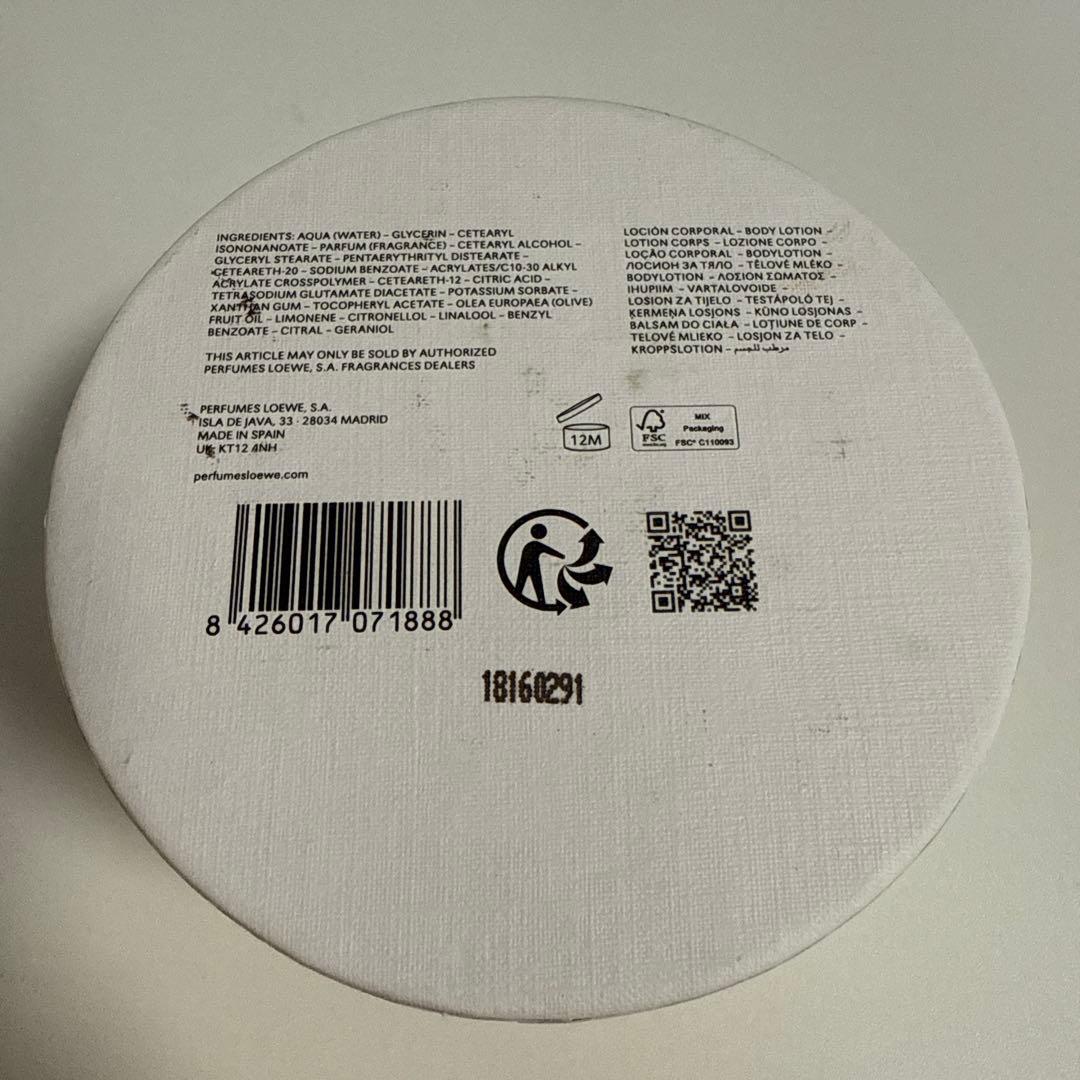 INGREDIENTS: AQUA (WATER) – GLYCERIN – CETEARYL
ISONONANOATE – PARFUM (FRAGRANCE) – CETEARYL ALCOHOL –
GLYCERYL STEARATE – PENTAERYTHRITYL DISTEARATE –
CETEARETH-20 – SODIUM BENZOATE – ACRYLATES/C10-30 ALKYL
ACRYLATE CROSSPOLYMER – CETEARETH-12 – CITRIC ACID –
TETRASODIUM GLUTAMATE DIACETATE – POTASSIUM SORBATE –
XANTHAN GUM – TOCOPHERYL ACETATE – OLEA EUROPAEA (OLIVE)
FRUIT OIL – LIMONENE – CITRONELLOL – LINALOOL – BENZYL
BENZOATE – CITRAL – GERANIOL
THIS ARTICLE MAY ONLY BE SOLD BY AUTHORIZED
PERFUMES LOEWE, S.A. FRAGRANCES DEALERS
PERFUMES LOEWE, S.A.
ISLA DE JAVA, 33 · 28034 MADRID
MADE IN SPAIN
UK: KT12 4NH
perfumesloewe.com
LOCIÓN CORPORAL – BODY LOTION –
LOTION CORPS – LOZIONE CORPO –
LOÇÃO CORPORAL – BODYLOTION –
ЛОСИОН ЗА ТЯЛО – TĚLOVÉ MLÉKO –
BODYLOTION – ΛΟΣΙΟΝ ΣΩΜΑΤΟΣ –
IHUPIIM – VARTALOVOIDE –
LOSION ZA TIJELO – TESTÁPOLÓ TEJ –
ĶERMEŅA LOSJONS – KŪNO LOSJONAS –
BALSAM DO CIAŁA – LOȚIUNE DE CORP –
TELOVÉ MLIEKO – LOSJON ZA TELO –
KROPPSLOTION – مرطب للجسم
12M
FSC
MIX
Packaging
FSC® C110093
8 426017 071888
18160291